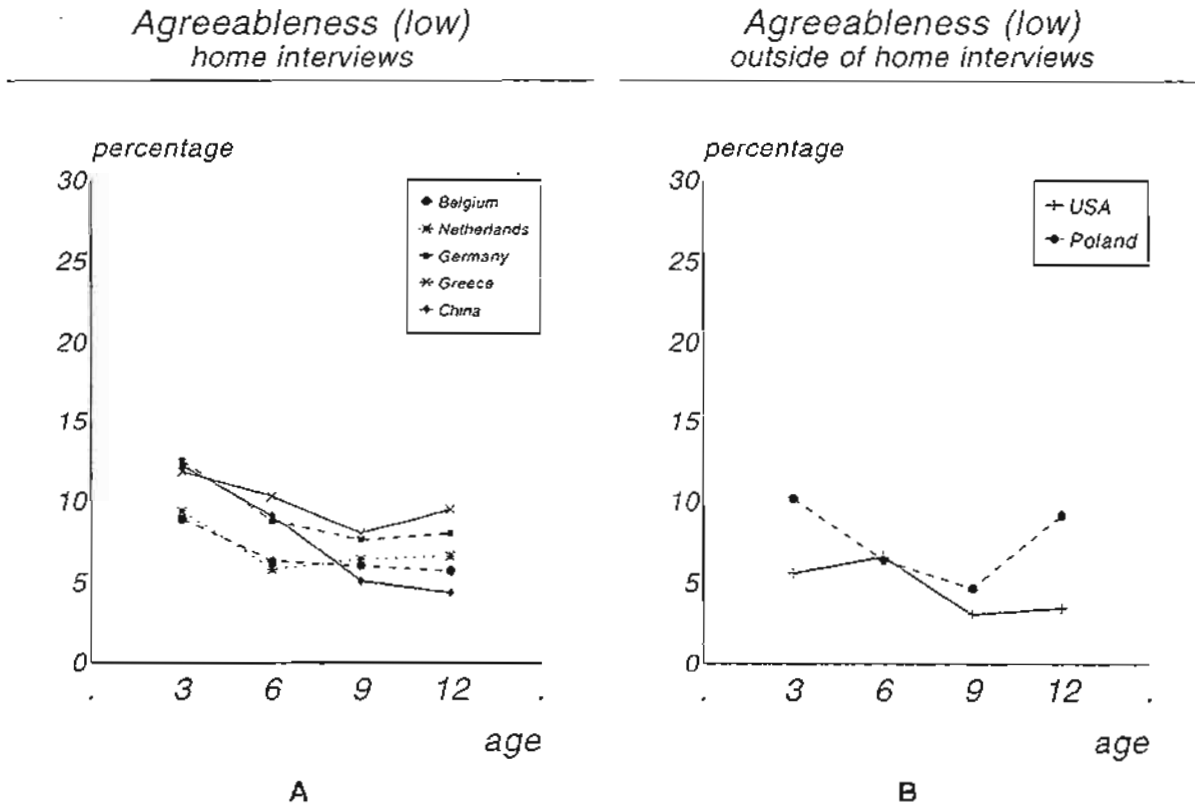 Agreeableness (low)
home interviews
percentage
30
25
20
15
10
5
0
Belgium
Netherlands
Germany
Greece
China
. 3 6 9 12 .
age
A
Agreeableness (low)
outside of home interviews
percentage
30
25
20
15
10
5
0
USA
Poland
. 3 6 9 12 .
age
B